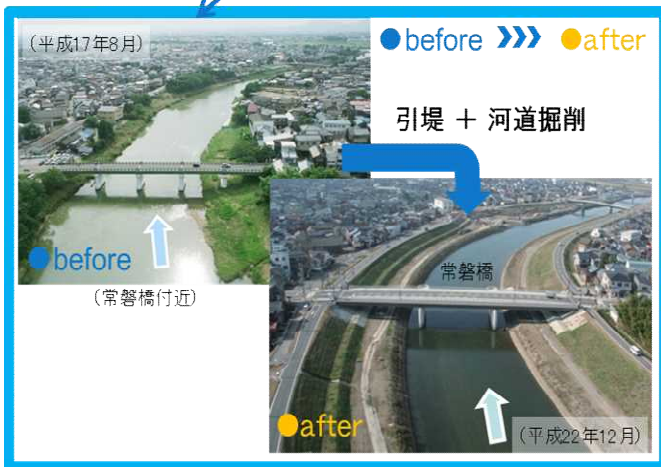 (平成17年8月)
●before 》》》 ●after
引堤 + 河道掘削
●before
(常磐橋付近)
常磐橋
●after
(平成22年12月)